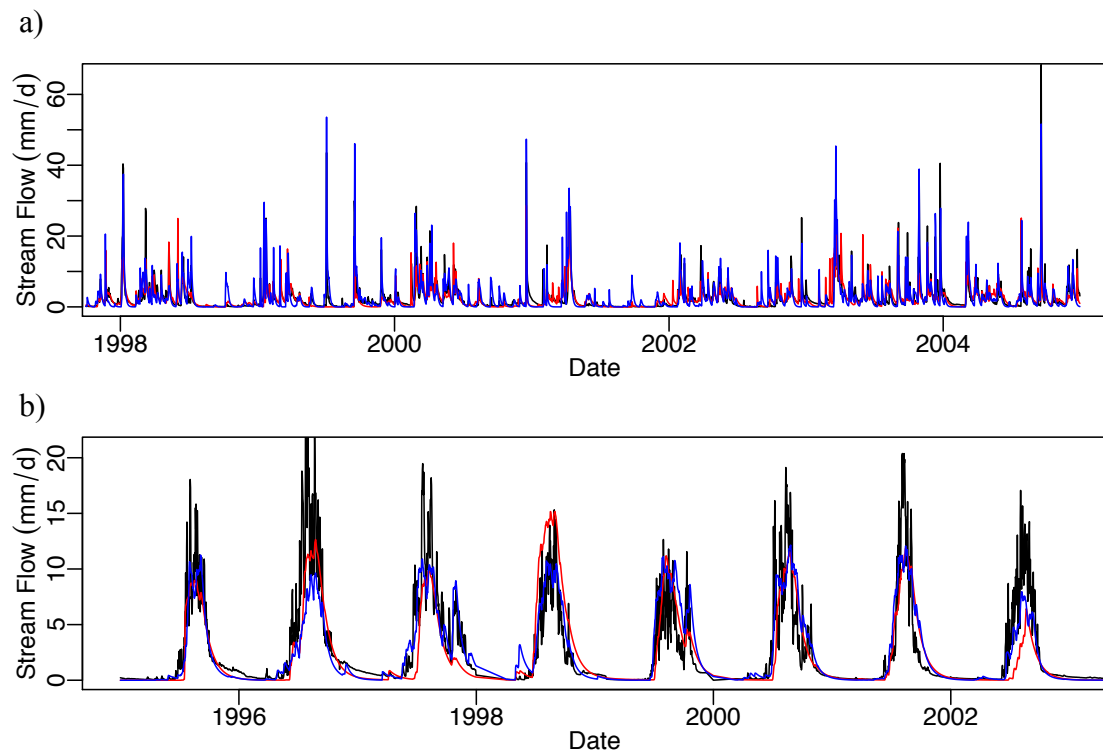 a)
Stream Flow (mm/d)
0 20 40 60
1998 2000 2002 2004
Date
b)
Stream Flow (mm/d)
0 5 10 15 20
1996 1998 2000 2002
Date